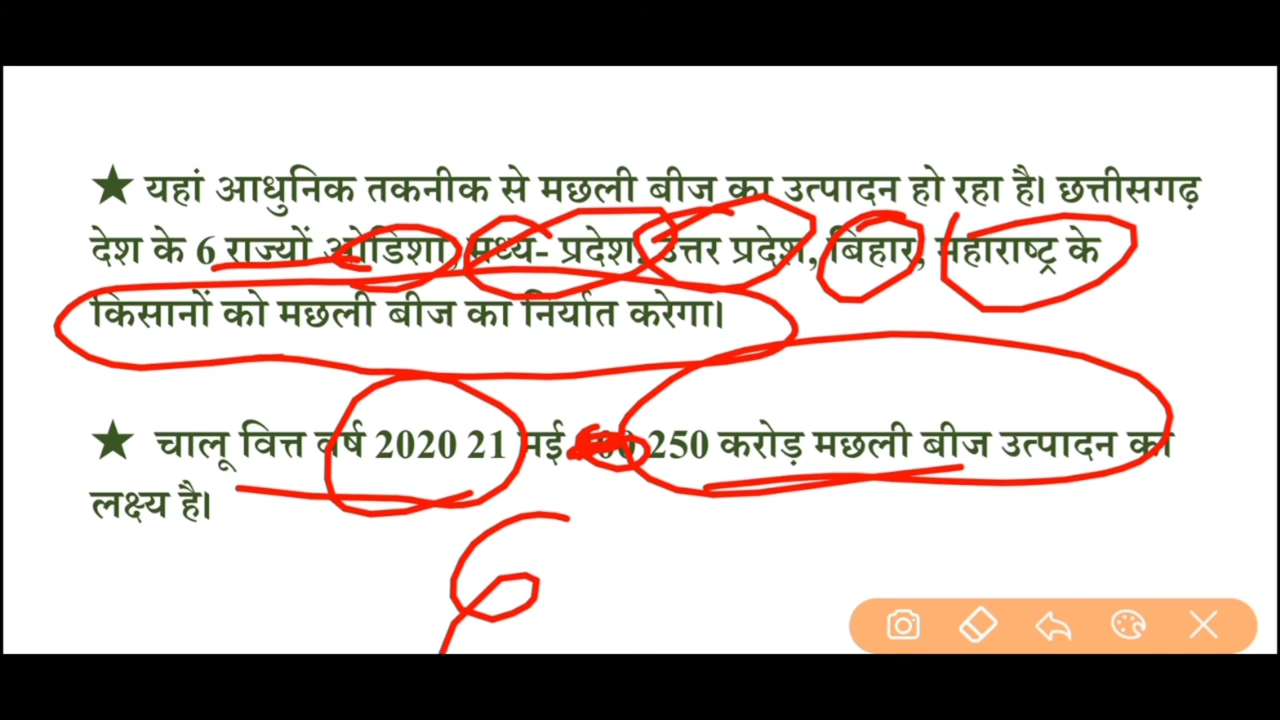 ★ यहां आधुनिक तकनीक से मछली बीज का उत्पादन हो रहा है। छत्तीसगढ़
देश के 6 राज्यों ओडिशा, मध्य- प्रदेश, उत्तर प्रदेश, बिहार, महाराष्ट्र के
किसानों को मछली बीज का निर्यात करेगा।
★ चालू वित्त वर्ष 2020 21 मई 250 करोड़ मछली बीज उत्पादन का
लक्ष्य है।
6